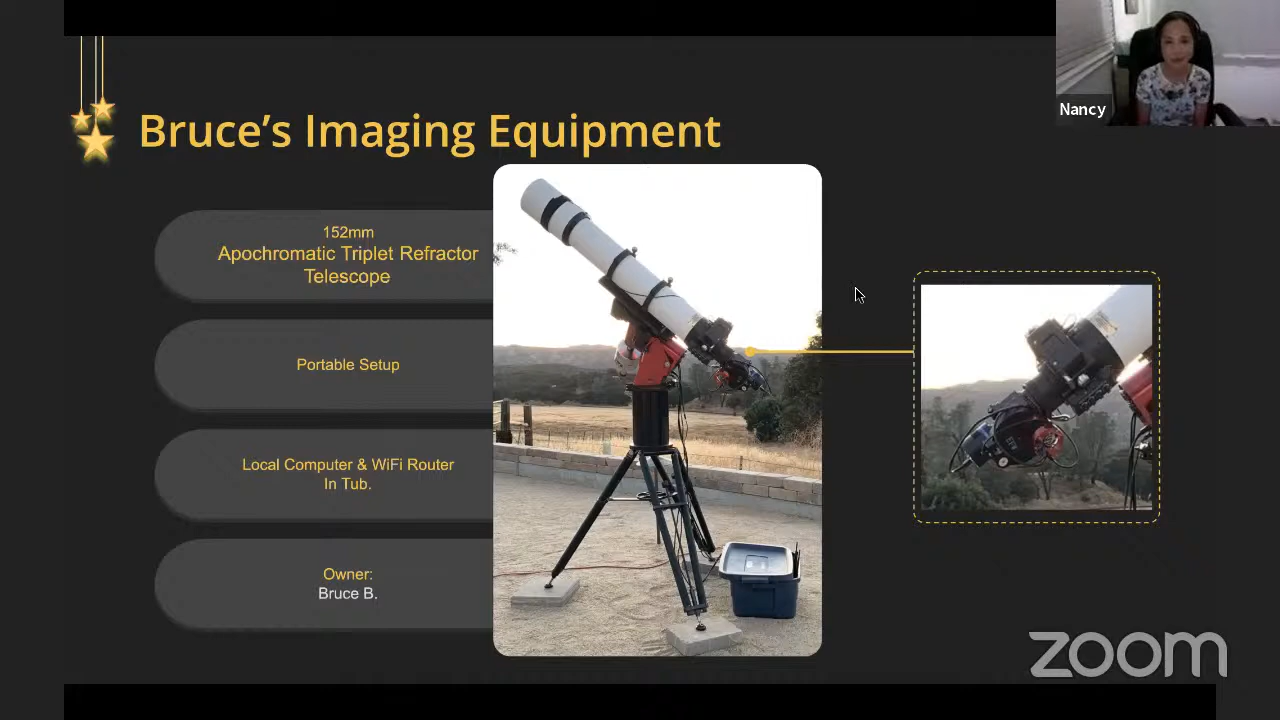 Bruce's Imaging Equipment
Nancy
152mm
Apochromatic Triplet Refractor
Telescope
Portable Setup
Local Computer & WiFi Router
In Tub.
Owner:
Bruce B.
zoom